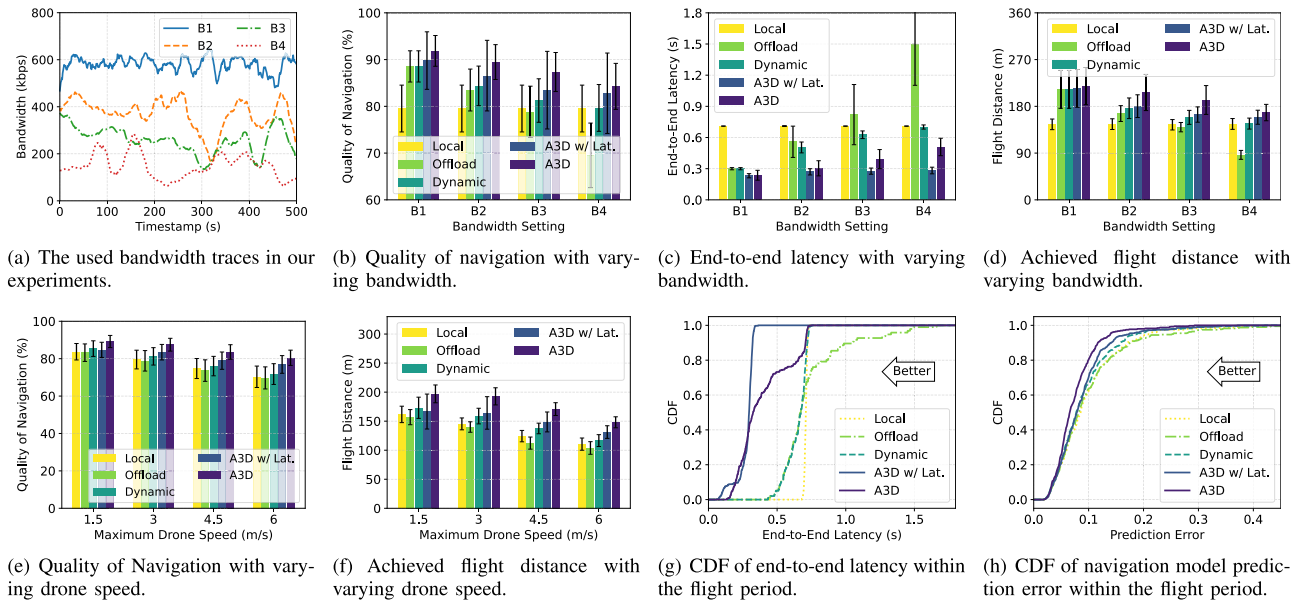 B1
B3
B2
B4
Bandwidth (kbps)
800
600
400
200
0
0
100
200
300
400
500
Timestamp (s)
(a) The used bandwidth traces in our
experiments.
Quality of Navigation (%)
100
90
80
70
60
Local
A3D w/ Lat.
Offload
A3D
Dynamic
B1
B2
B3
B4
Bandwidth Setting
(b) Quality of navigation with vary-
ing bandwidth.
End-to-End Latency (s)
1.8
1.5
1.2
0.9
0.6
0.3
0.0
Local
Offload
Dynamic
A3D w/ Lat.
A3D
B1
B2
B3
B4
Bandwidth Setting
(c) End-to-end latency with varying
bandwidth.
Flight Distance (m)
360
270
180
90
0
Local
A3D w/ Lat.
Offload
A3D
Dynamic
B1
B2
B3
B4
Bandwidth Setting
(d) Achieved flight distance with
varying bandwidth.
Quality of Navigation (%)
100
80
60
40
20
0
Local
A3D w/ Lat.
Offload
A3D
Dynamic
1.5
3
4.5
6
Maximum Drone Speed (m/s)
(e) Quality of Navigation with vary-
ing drone speed.
Flight Distance (m)
300
250
200
150
100
50
0
Local
A3D w/ Lat.
Offload
A3D
Dynamic
1.5
3
4.5
6
Maximum Drone Speed (m/s)
(f) Achieved flight distance with
varying drone speed.
CDF
1.0
0.8
0.6
0.4
0.2
0.0
Better
Local
Offload
Dynamic
A3D w/ Lat.
A3D
0.0
0.5
1.0
1.5
End-to-End Latency (s)
(g) CDF of end-to-end latency within
the flight period.
CDF
1.0
0.8
0.6
0.4
0.2
0.0
Better
Local
Offload
Dynamic
A3D w/ Lat.
A3D
0.0
0.1
0.2
0.3
0.4
Prediction Error
(h) CDF of navigation model predic-
tion error within the flight period.